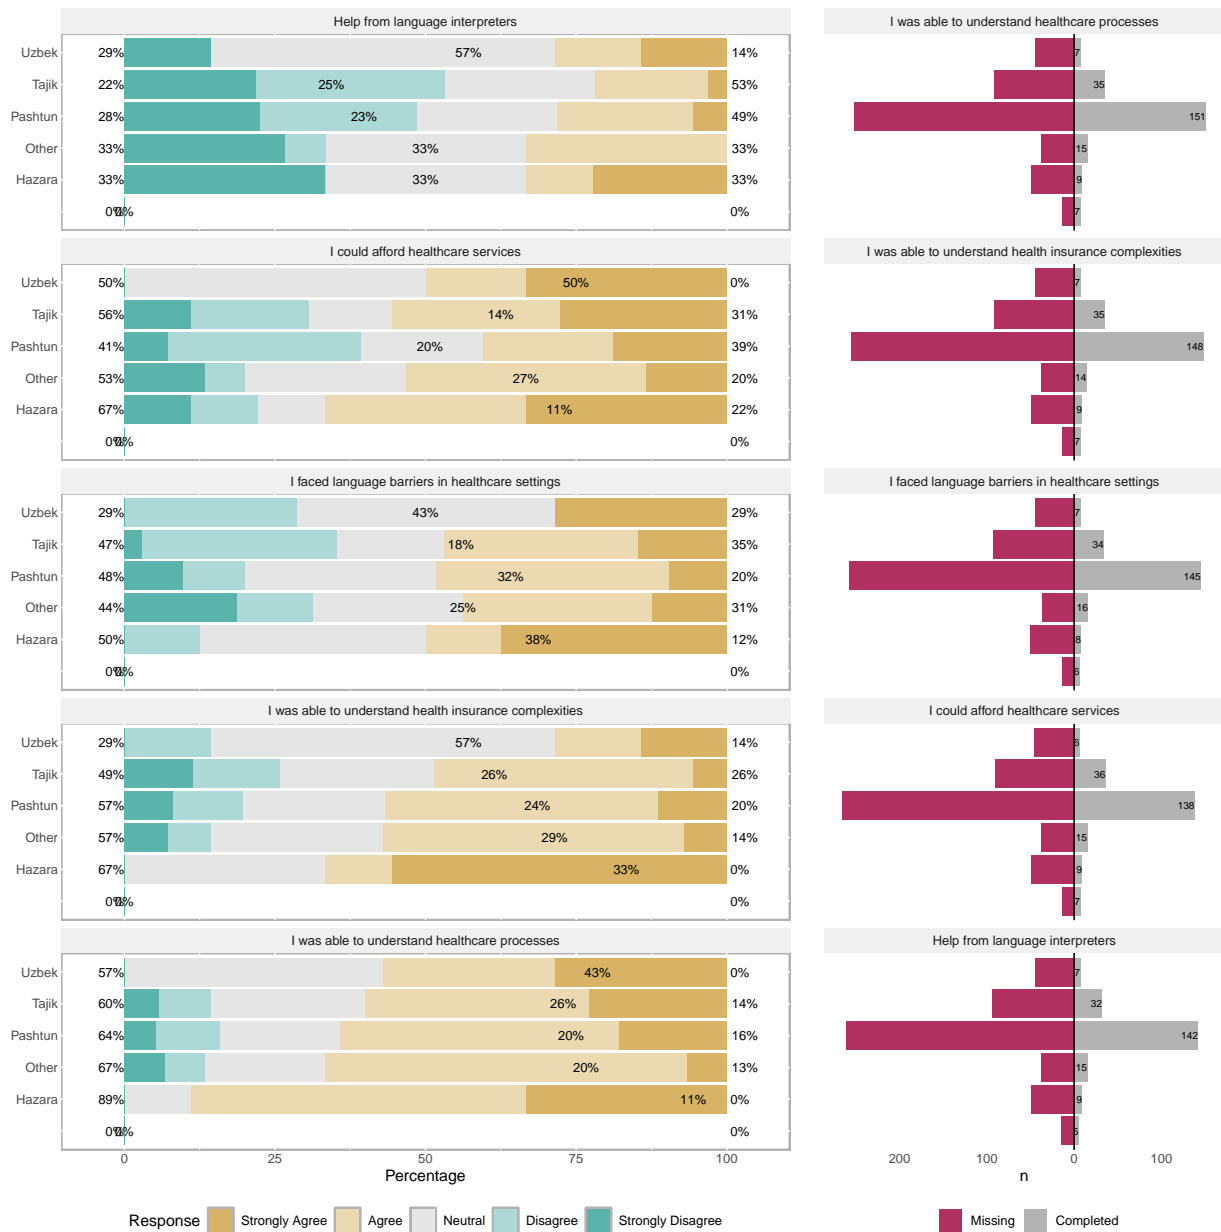 Help from language interpreters
Uzbek 29% 57% 14%
Tajik 22% 25% 53%
Pashtun 28% 23% 49%
Other 33% 33% 33%
Hazara 33% 33% 33%
0% 0% 0%
I could afford healthcare services
Uzbek 50% 50% 0%
Tajik 56% 14% 31%
Pashtun 41% 20% 39%
Other 53% 27% 20%
Hazara 67% 11% 22%
0% 0% 0%
I faced language barriers in healthcare settings
Uzbek 29% 43% 29%
Tajik 47% 18% 35%
Pashtun 48% 32% 20%
Other 44% 25% 31%
Hazara 50% 38% 12%
0% 0% 0%
I was able to understand health insurance complexities
Uzbek 29% 57% 14%
Tajik 49% 26% 26%
Pashtun 57% 24% 20%
Other 57% 29% 14%
Hazara 67% 33% 0%
0% 0% 0%
I was able to understand healthcare processes
Uzbek 57% 43% 0%
Tajik 60% 26% 14%
Pashtun 64% 20% 16%
Other 67% 20% 13%
Hazara 89% 11% 0%
0% 0% 0%
0 25 50 75 100
Percentage
Response Strongly Agree Agree Neutral Disagree Strongly Disagree
I was able to understand healthcare processes
7
35
151
15
9
7
I was able to understand health insurance complexities
7
35
148
14
9
7
I faced language barriers in healthcare settings
7
34
145
16
8
6
I could afford healthcare services
6
36
138
15
9
7
Help from language interpreters
7
32
142
15
9
5
200 100 0 100
n
Missing Completed